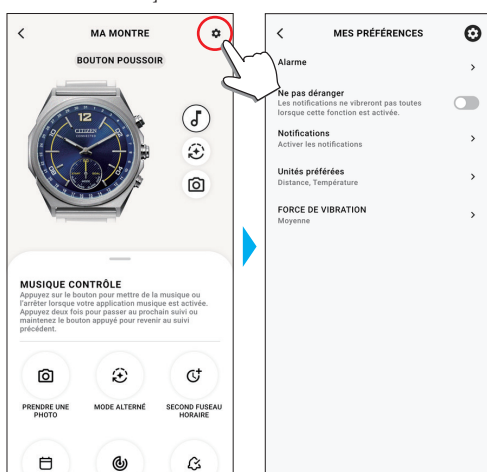 MA MONTRE
BOUTON POUSSOIR
12
CITIZEN
CONNECTED
MUSIQUE CONTRÔLE
Appuyez sur le bouton pour mettre de la musique ou
l'arrêter lorsque votre application musique est activée.
Appuyez deux fois pour passer au prochain suivi ou
maintenez le bouton appuyé pour revenir au suivi
précédent.
PRENDRE UNE
PHOTO
MODE ALTERNÉ
SECOND FUSEAU
HORAIRE
MES PRÉFÉRENCES
Alarme
Ne pas déranger
Les notifications ne vibreront pas toutes
lorsque cette fonction est activée.
Notifications
Activer les notifications
Unités préférées
Distance, Température
FORCE DE VIBRATION
Moyenne